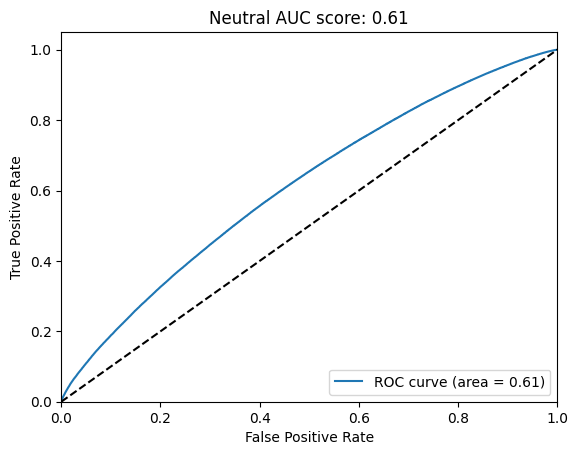 Neutral AUC score: 0.61
1.0
0.8
0.6
0.4
0.2
0.0
True Positive Rate
ROC curve (area = 0.61)
0.0 0.2 0.4 0.6 0.8 1.0
False Positive Rate